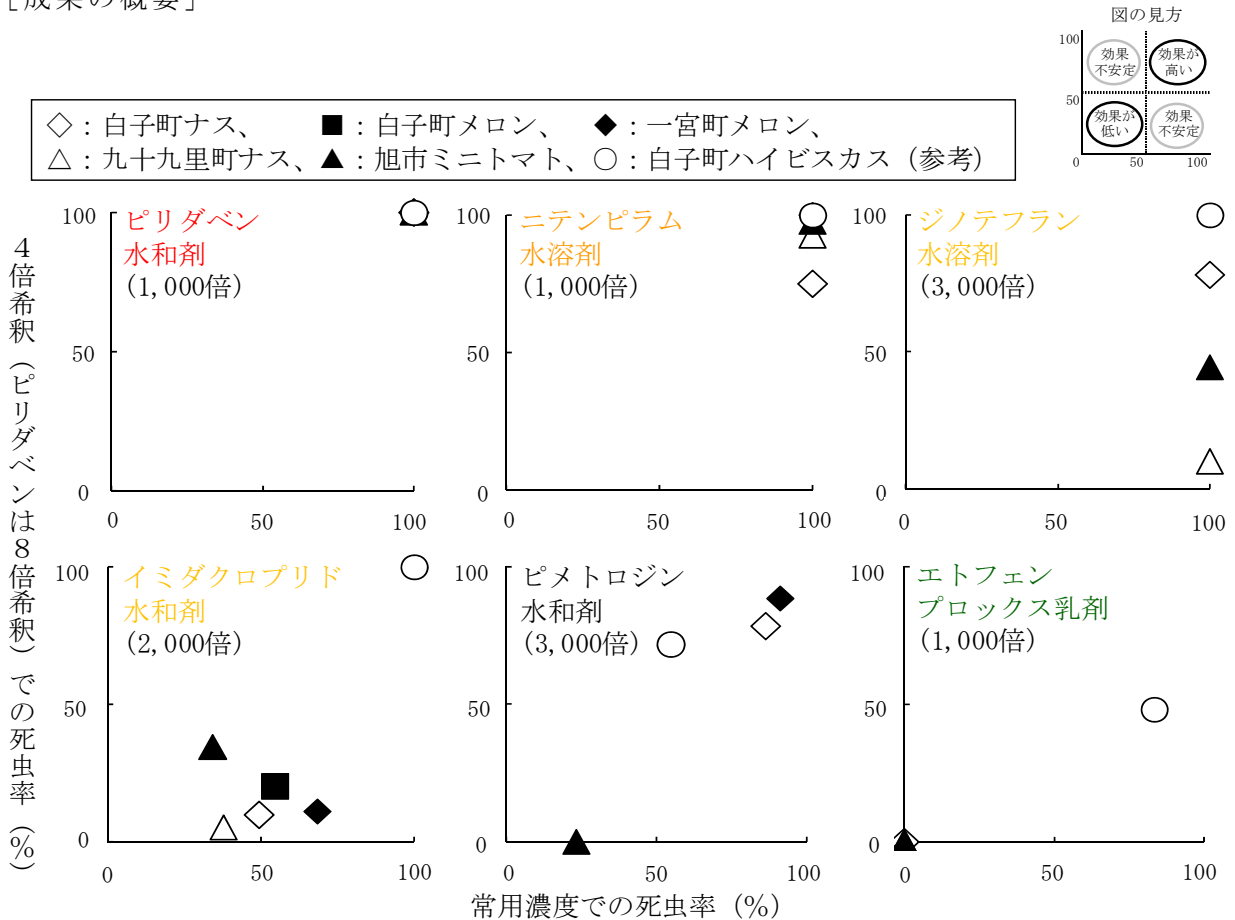 [成果の概要]
図の見方
100
効果
不安定
効果が
高い
50
効果が
低い
効果
不安定
0
50
100
◇：白子町ナス、 ■：白子町メロン、 ◆：一宮町メロン、
△：九十九里町ナス、▲：旭市ミニトマト、○：白子町ハイビスカス（参考）
4倍希釈（ピリダベンは8倍希釈）での死虫率（%）
100
ピリダベン
水和剤
(1,000倍)
50
0
0
50
100
100
ニテンピラム
水溶剤
(1,000倍)
50
0
0
50
100
100
ジノテフラン
水溶剤
(3,000倍)
50
0
0
50
100
100
イミダクロプリド
水和剤
(2,000倍)
50
0
0
50
100
100
ピメトロジン
水和剤
(3,000倍)
50
0
0
50
100
100
エトフェン
プロックス乳剤
(1,000倍)
50
0
0
50
100
常用濃度での死虫率（%）